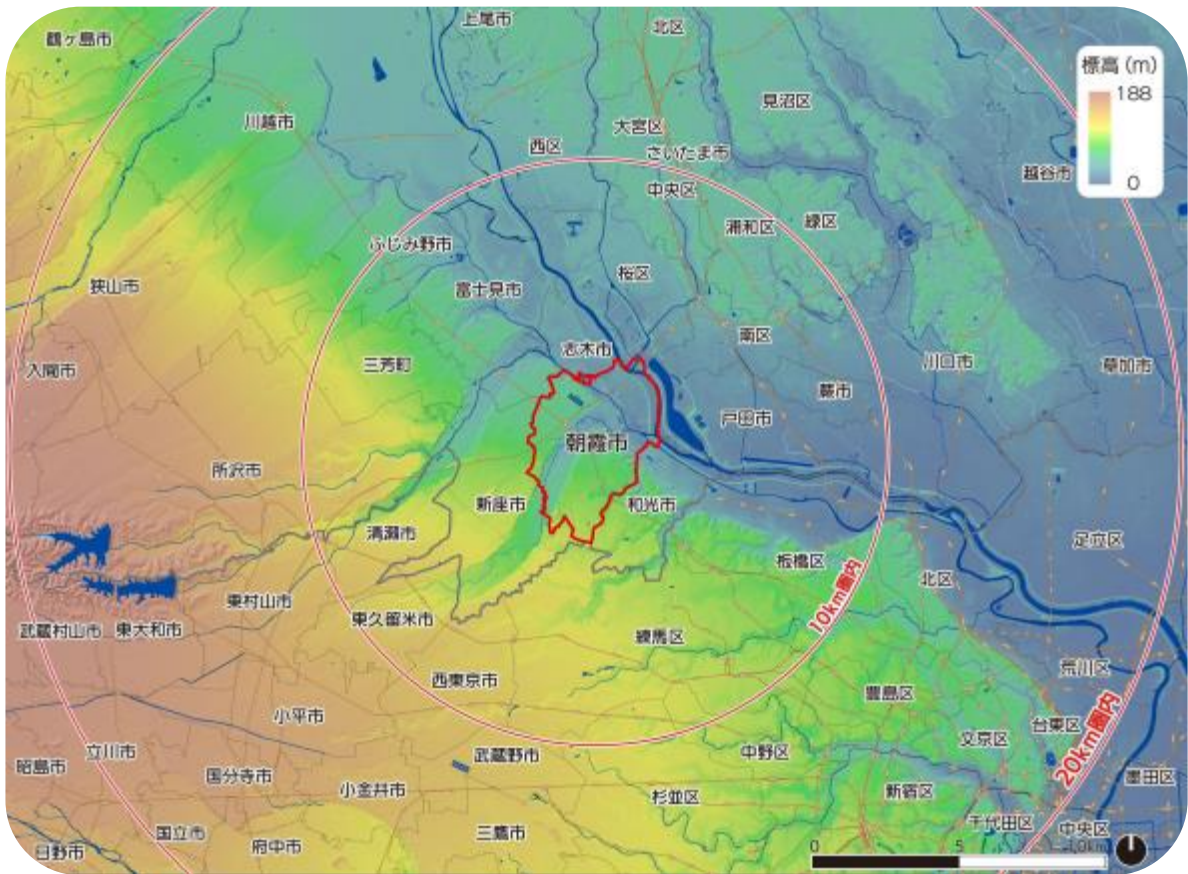 上尾市
北区
鶴ヶ島市
標高 (m)
188
0
見沼区
川越市
大宮区
西区
さいたま市
越谷市
中央区
浦和区
緑区
ふじみ野市
桜区
狭山市
富士見市
南区
志木市
三芳町
川口市
草加市
入間市
蕨市
戸田市
朝霞市
所沢市
新座市
和光市
清瀬市
足立区
板橋区
北区
10km圏内
東村山市
東久留米市
武蔵村山市
東大和市
練馬区
荒川区
西東京市
豊島区
小平市
台東区
20km圏内
文京区
立川市
武蔵野市
中野区
昭島市
国分寺市
墨田区
小金井市
杉並区
新宿区
千代田区
中央区
国立市
三鷹市
府中市
日野市
0
5
10km